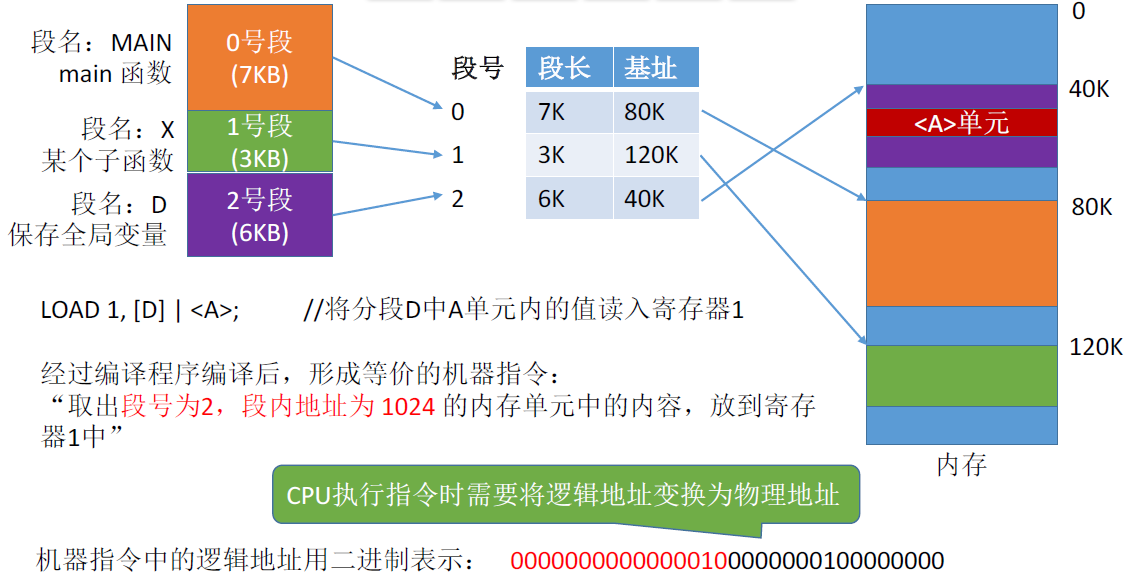 段名：MAIN
main 函数
0号段
(7KB)
段名：X
某个子函数
1号段
(3KB)
段名：D
保存全局变量
2号段
(6KB)
段号 段长 基址
0 7K 80K
1 3K 120K
2 6K 40K
0
40K
<A>单元
80K
120K
内存
LOAD 1, [D] | <A>; //将分段D中A单元内的值读入寄存器1
经过编译程序编译后，形成等价的机器指令：
“取出段号为2，段内地址为 1024 的内存单元中的内容，放到寄存
器1中”
CPU执行指令时需要将逻辑地址变换为物理地址
机器指令中的逻辑地址用二进制表示： 00000000000000100000000100000000